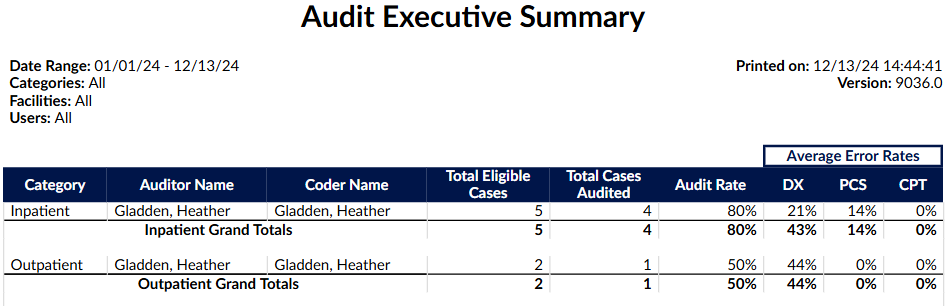 Audit Executive Summary
Date Range: 01/01/24 - 12/13/24 Printed on: 12/13/24 14:44:41
Categories: All Version: 9036.0
Facilities: All
Users: All
Average Error Rates
Category Auditor Name Coder Name Total Eligible Cases Total Cases Audited Audit Rate DX PCS CPT
Inpatient Gladden, Heather Gladden, Heather 5 4 80% 21% 14% 0%
Inpatient Grand Totals 5 4 80% 43% 14% 0%
Outpatient Gladden, Heather Gladden, Heather 2 1 50% 44% 0% 0%
Outpatient Grand Totals 2 1 50% 44% 0% 0%